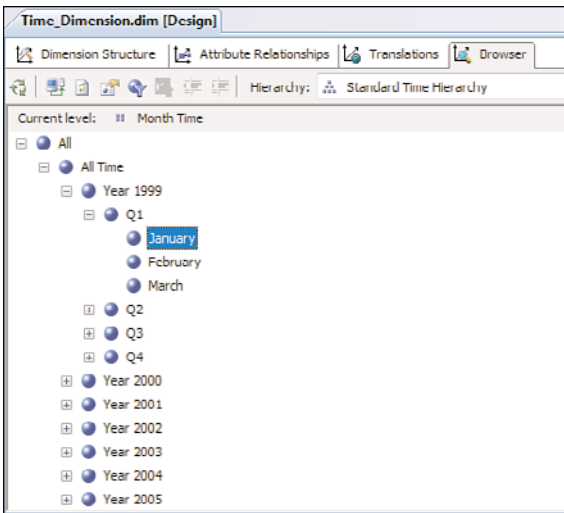 Time_Dimension.dim [Design]
Dimension Structure Attribute Relationships Translations Browser
Hierarchy: Standard Time Hierarchy
Current level: Month Time
All
All Time
Year 1999
Q1
January
February
March
Q2
Q3
Q4
Year 2000
Year 2001
Year 2002
Year 2003
Year 2004
Year 2005